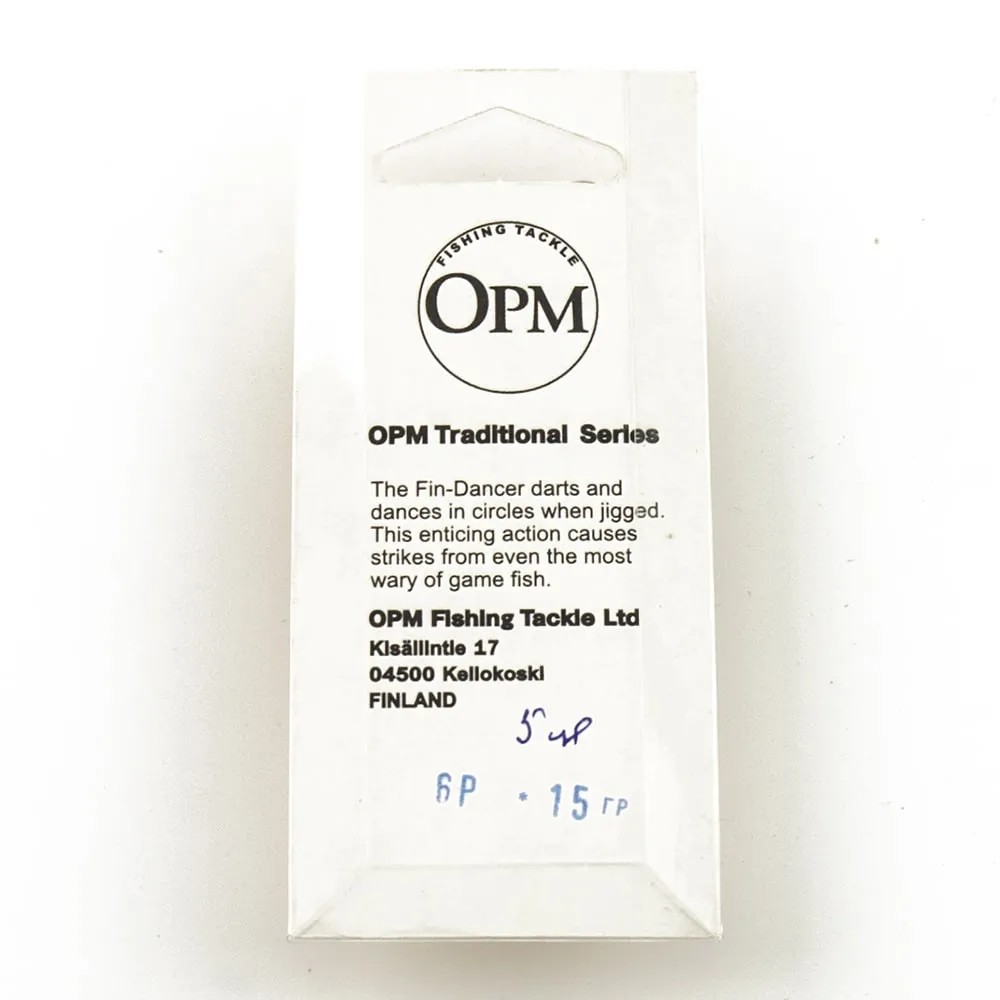 FISHING TACKLE
OPM
OPM Traditional Series
The Fin-Dancer darts and
dances in circles when jigged.
This enticing action causes
strikes from even the most
wary of game fish.
OPM Fishing Tackle Ltd
Kisällintie 17
04500 Kellokoski
FINLAND
5
6Р * 15 ГР